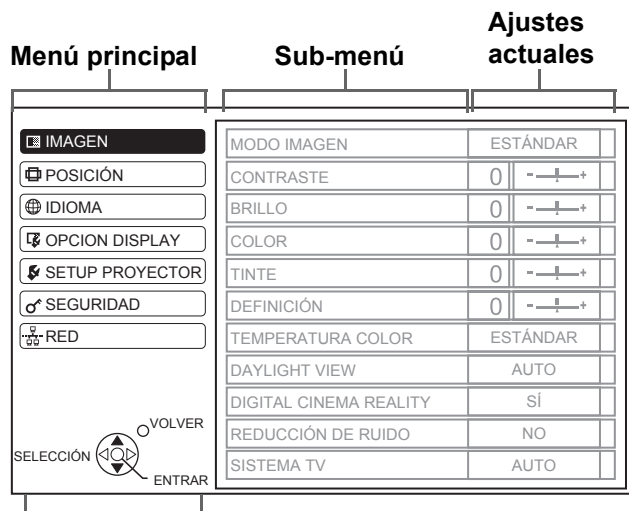 Menú principal
Sub-menú
Ajustes
actuales
IMAGEN
POSICIÓN
IDIOMA
OPCION DISPLAY
SETUP PROYECTOR
SEGURIDAD
RED
VOLVER
SELECCIÓN
ENTRAR
MODO IMAGEN ESTÁNDAR
CONTRASTE 0 - +
BRILLO 0 - +
COLOR 0 - +
TINTE 0 - +
DEFINICIÓN 0 - +
TEMPERATURA COLOR ESTÁNDAR
DAYLIGHT VIEW AUTO
DIGITAL CINEMA REALITY SÍ
REDUCCIÓN DE RUIDO NO
SISTEMA TV AUTO